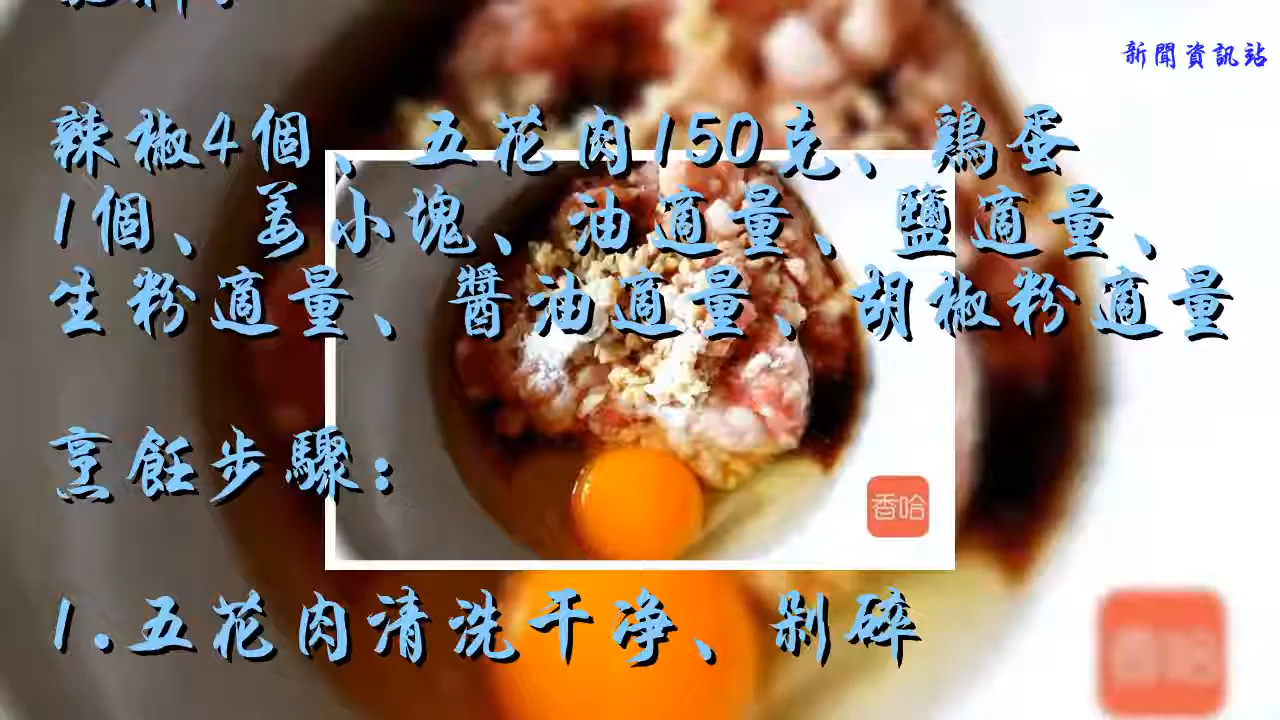 新聞資訊站
辣椒4個、五花肉150克、鶏蛋
1個、姜小塊、油適量、鹽適量、
生粉適量、醬油適量、胡椒粉適量
烹飪步驟：
香哈
1.五花肉清洗干净、剁碎